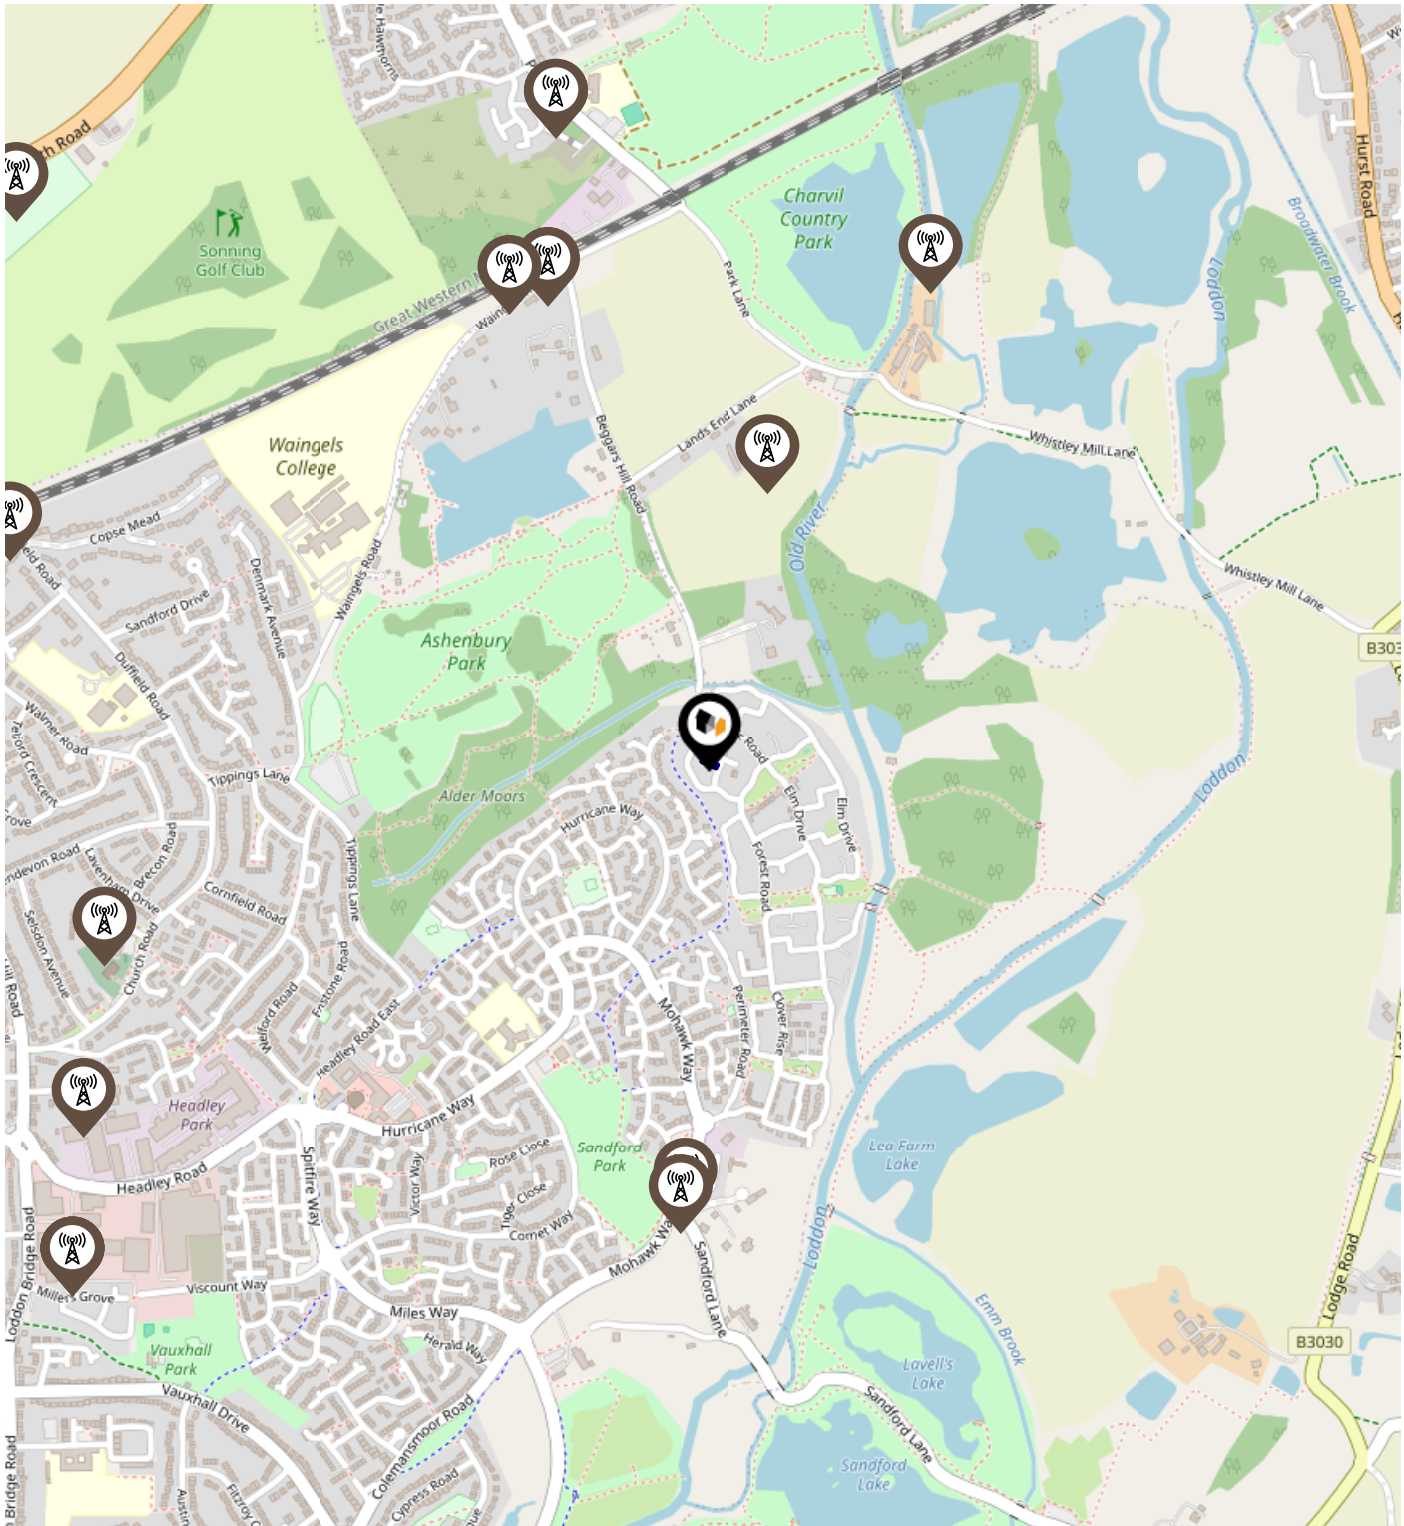 Hurst Road
Broadwater Brook
Loddon
Charvil
Country
Park
Sonning
Golf Club
Park Lane
Beggars Hill Road
Lands End Lane
Whistley Mill Lane
Waingels
College
Copse Mead
Sandford Drive
Denmark Avenue
Waingels Road
Old River
Whistley Mill Lane
Ashenbury
Park
Duffield Road
Walmer Road
Telford Crescent
Tippings Lane
Alder Moors
Hurricane Way
Elm Drive
Elm Drive
Forest Road
Loddon
Tippings Lane
Lavenham Drive
Brecon Road
Cornfield Road
Selsdon Avenue
Church Road
Welford Road
Headley Road East
Mohawk Way
Perimeter Road
Clover Rise
Headley
Park
Hurricane Way
Headley Road
Spitfire Way
Victor Way
Rose Close
Tiger Close
Comet Way
Sandford
Park
Lea Farm
Lake
Loddon
Sandford Lane
Loddon Bridge Road
Viscount Way
Miles Way
Herald Way
Vauxhall
Park
Vauxhall Drive
Colemansmoor Road
Cypress Road
Emm Brook
Lavell's
Lake
Sandford Lane
Sandford
Lake
Lodge Road
B3030
Bridge Road